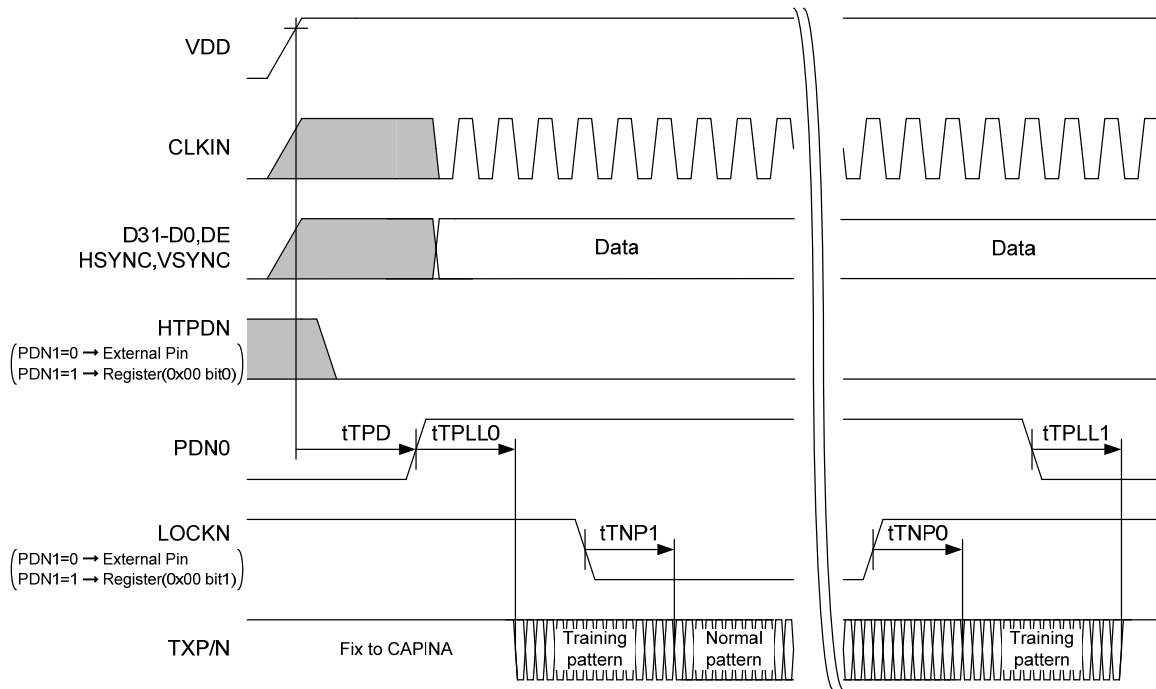 VDD
CLKIN
D31-D0,DE
HSYNC,VSYNC
Data
Data
HTPDN
PDN1=0 → External Pin
PDN1=1 → Register(0x00 bit0)
PDN0
tTPD
tTPLL0
tTPLL1
LOCKN
PDN1=0 → External Pin
PDN1=1 → Register(0x00 bit1)
tTNP1
tTNP0
TXP/N
Fix to CAPINA
Training
pattern
Normal
pattern
Training
pattern